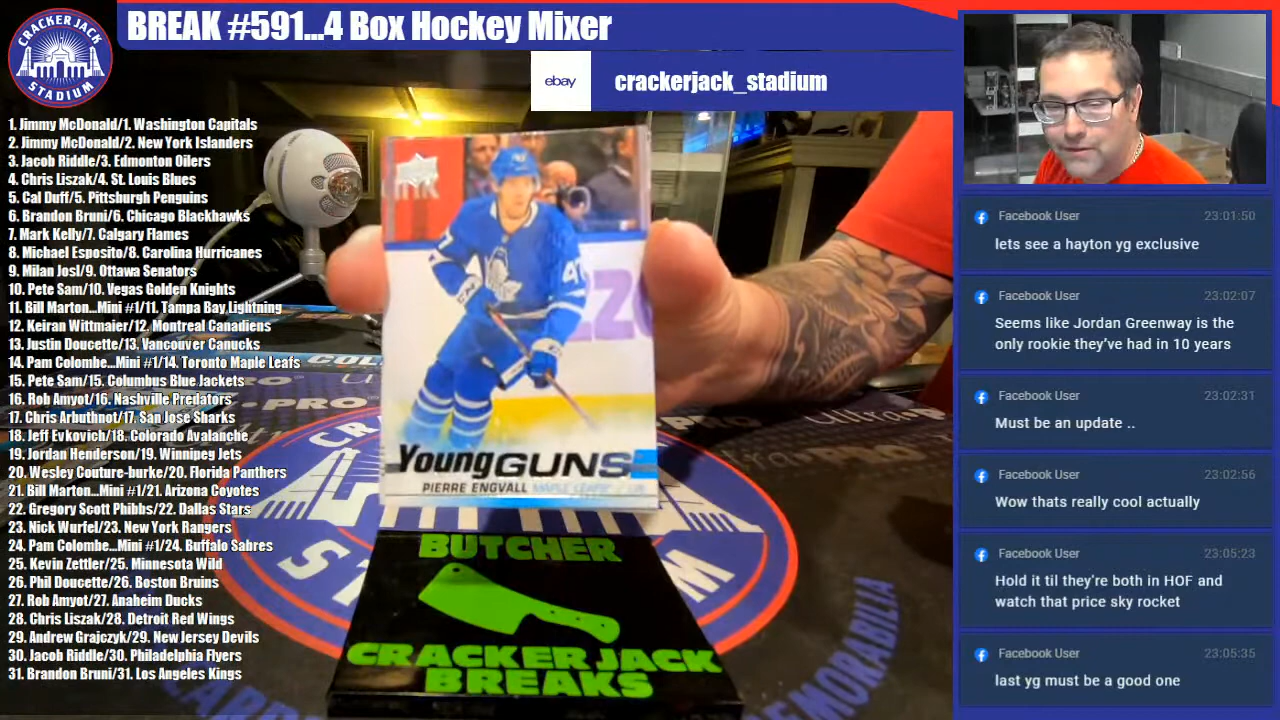 BREAK #591...4 Box Hockey Mixer
CRACKER JACK
STADIUM
ebay
crackerjack_stadium
1. Jimmy McDonald/1. Washington Capitals
2. Jimmy McDonald/2. New York Islanders
3. Jacob Riddle/3. Edmonton Oilers
4. Chris Liszak/4. St. Louis Blues
5. Cal Duff/5. Pittsburgh Penguins
6. Brandon Bruni/6. Chicago Blackhawks
7. Mark Kelly/7. Calgary Flames
8. Michael Esposito/8. Carolina Hurricanes
9. Milan Josl/9. Ottawa Senators
10. Pete Sam/10. Vegas Golden Knights
11. Bill Marton...Mini #1/11. Tampa Bay Lightning
12. Keiran Wittmaier/12. Montreal Canadiens
13. Justin Doucette/13. Vancouver Canucks
14. Pam Colombe...Mini #1/14. Toronto Maple Leafs
15. Pete Sam/15. Columbus Blue Jackets
16. Rob Amyot/16. Nashville Predators
17. Chris Arbuthnot/17. San Jose Sharks
18. Jeff Evkovich/18. Colorado Avalanche
19. Jordan Henderson/19. Winnipeg Jets
20. Wesley Couture-burke/20. Florida Panthers
21. Bill Marton...Mini #1/21. Arizona Coyotes
22. Gregory Scott Phibbs/22. Dallas Stars
23. Nick Wurfel/23. New York Rangers
24. Pam Colombe...Mini #1/24. Buffalo Sabres
25. Kevin Zettler/25. Minnesota Wild
26. Phil Doucette/26. Boston Bruins
27. Rob Amyot/27. Anaheim Ducks
28. Chris Liszak/28. Detroit Red Wings
29. Andrew Grajczyk/29. New Jersey Devils
30. Jacob Riddle/30. Philadelphia Flyers
31. Brandon Bruni/31. Los Angeles Kings
47
Young GUNS
PIERRE ENGVALL MAPLE LEAFS
BUTCHER
CRACKER JACK
BREAKS
MEMORABILIA
Facebook User 23:01:50
lets see a hayton yg exclusive
Facebook User 23:02:07
Seems like Jordan Greenway is the
only rookie they've had in 10 years
Facebook User 23:02:31
Must be an update ..
Facebook User 23:02:56
Wow thats really cool actually
Facebook User 23:05:23
Hold it til they're both in HOF and
watch that price sky rocket
Facebook User 23:05:35
last yg must be a good one